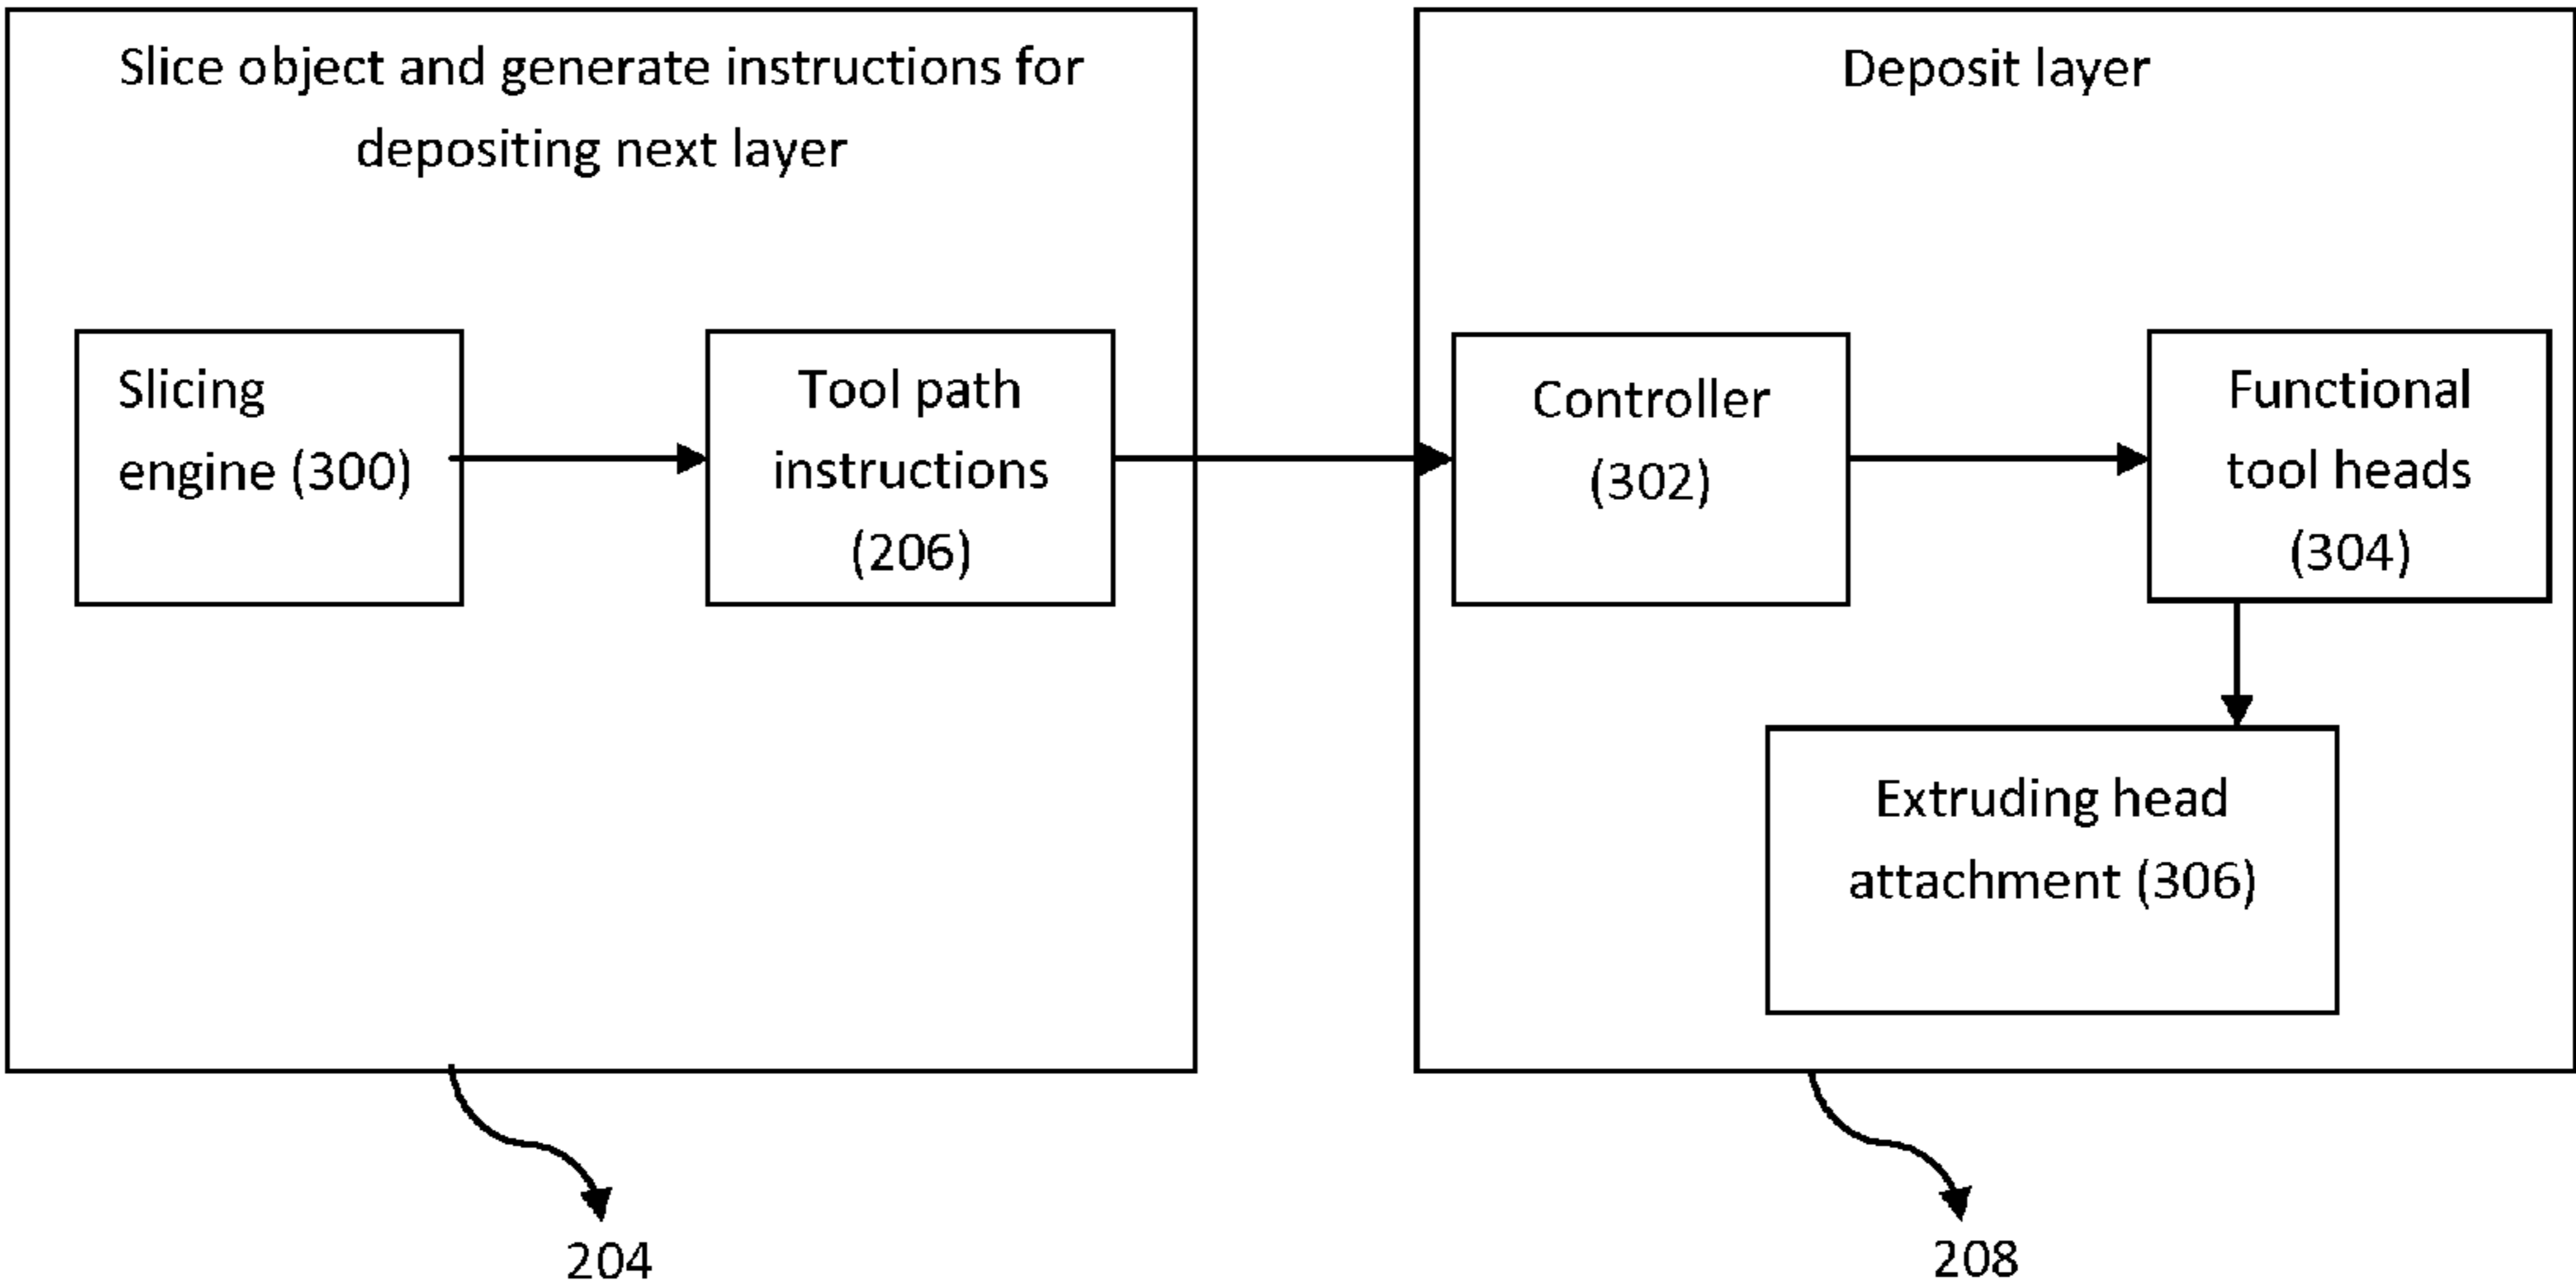 Slice object and generate instructions for
depositing next layer
Slicing
engine (300)
Tool path
instructions
(206)
204
Deposit layer
Controller
(302)
Functional
tool heads
(304)
Extruding head
attachment (306)
208